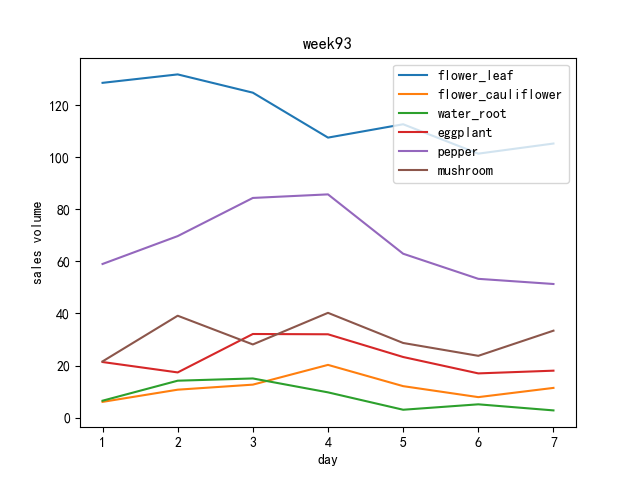 week93
flower_leaf
flower_cauliflower
water_root
eggplant
pepper
mushroom
sales volume
120
100
80
60
40
20
0
1 2 3 4 5 6 7
day